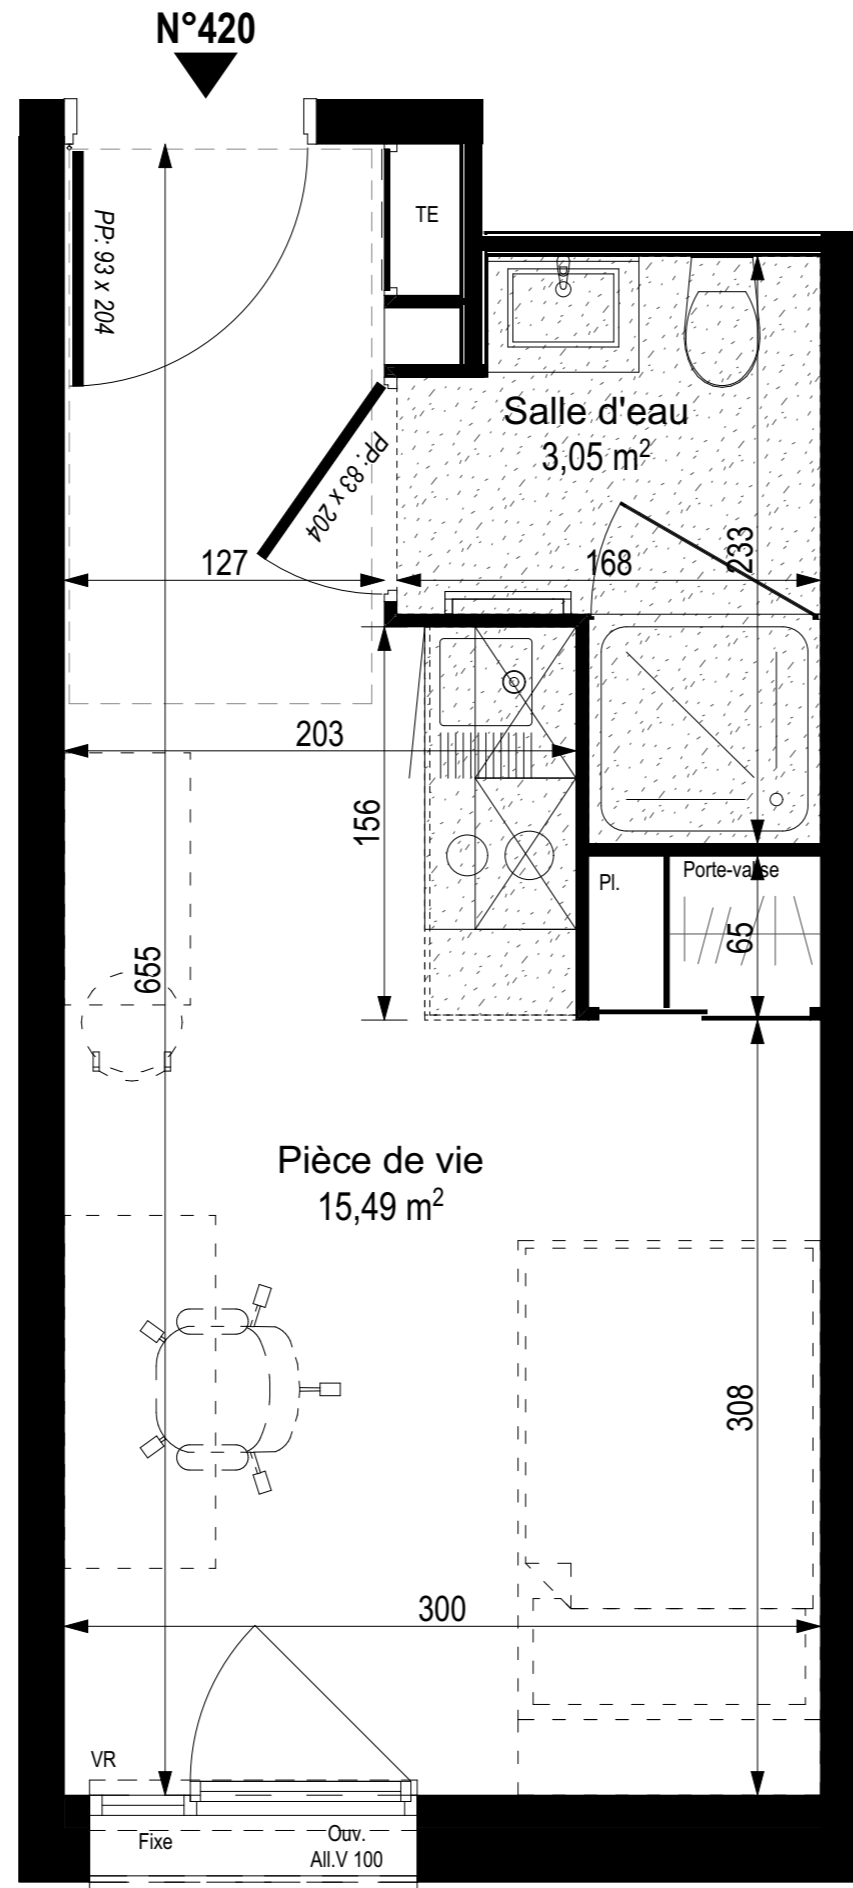 N°420
TE
PP: 93 x 204
Salle d'eau
3,05 m²
PP: 83 x 204
233
127
168
203
156
Pl.
Porte-valise
65
655
Pièce de vie
15,49 m²
308
300
VR
Fixe
Ouv.
All.V 100